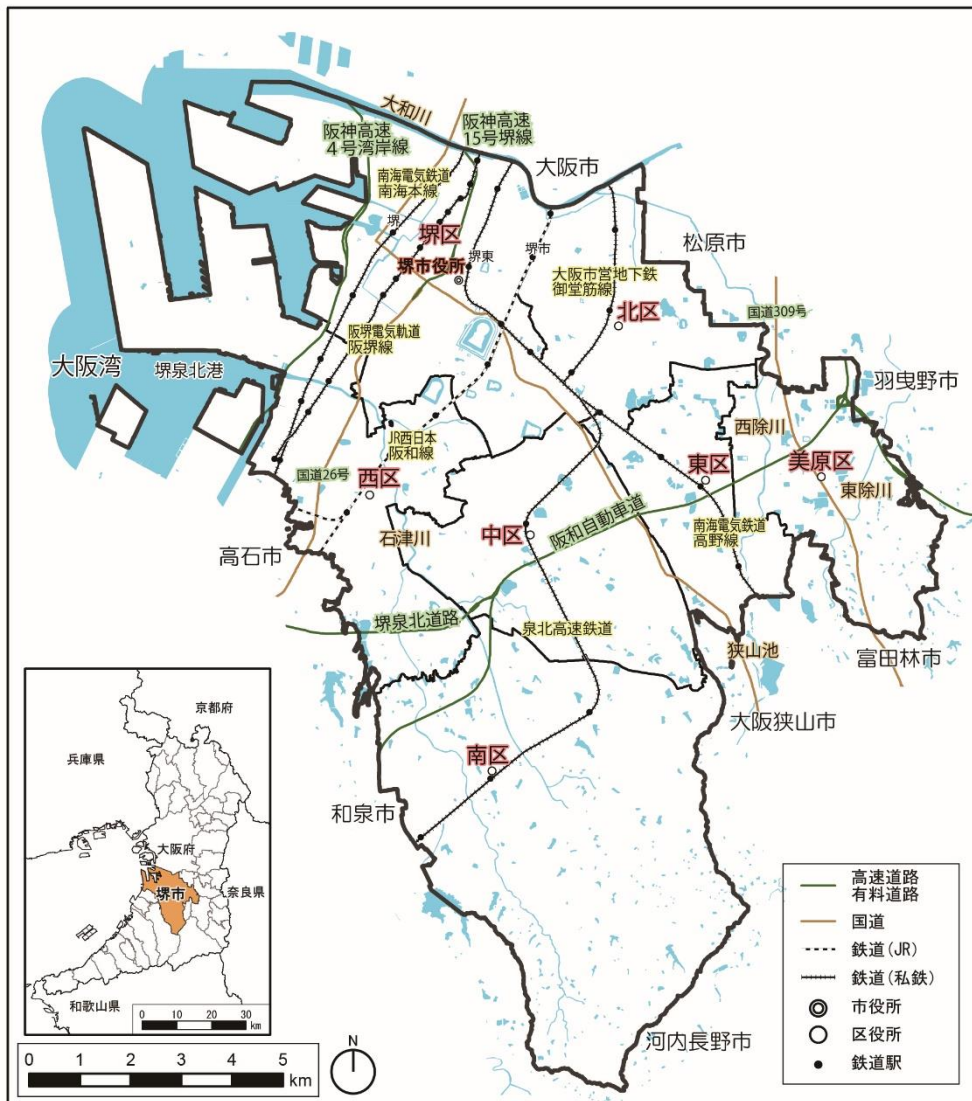 大和川
阪神高速
4号湾岸線
阪神高速
15号堺線
大阪市
南海電気鉄道
南海本線
松原市
堺
堺区
堺東
堺市
堺市役所
大阪市営地下鉄
御堂筋線
北区
国道309号
阪堺電気軌道
阪堺線
大阪湾
堺泉北港
羽曳野市
JR西日本
阪和線
西除川
国道26号
西区
東区
美原区
東除川
石津川
中区
阪和自動車道
南海電気鉄道
高野線
高石市
堺泉北道路
泉北高速鉄道
狭山池
富田林市
大阪狭山市
南区
和泉市
河内長野市
京都府
兵庫県
大阪府
堺市
奈良県
和歌山県
0 10 20 30
km
0 1 2 3 4 5
km
N
高速道路
有料道路
国道
鉄道(JR)
鉄道(私鉄)
市役所
区役所
鉄道駅